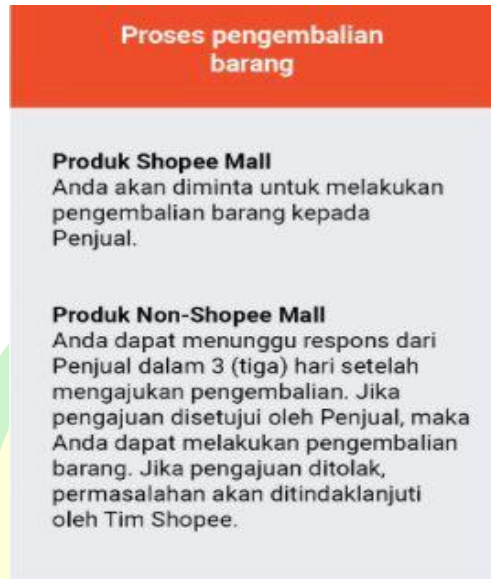 Proses pengembalian
barang
Produk Shopee Mall
Anda akan diminta untuk melakukan
pengembalian barang kepada
Penjual.
Produk Non-Shopee Mall
Anda dapat menunggu respons dari
Penjual dalam 3 (tiga) hari setelah
mengajukan pengembalian. Jika
pengajuan disetujui oleh Penjual, maka
Anda dapat melakukan pengembalian
barang. Jika pengajuan ditolak,
permasalahan akan ditindaklanjuti
oleh Tim Shopee.